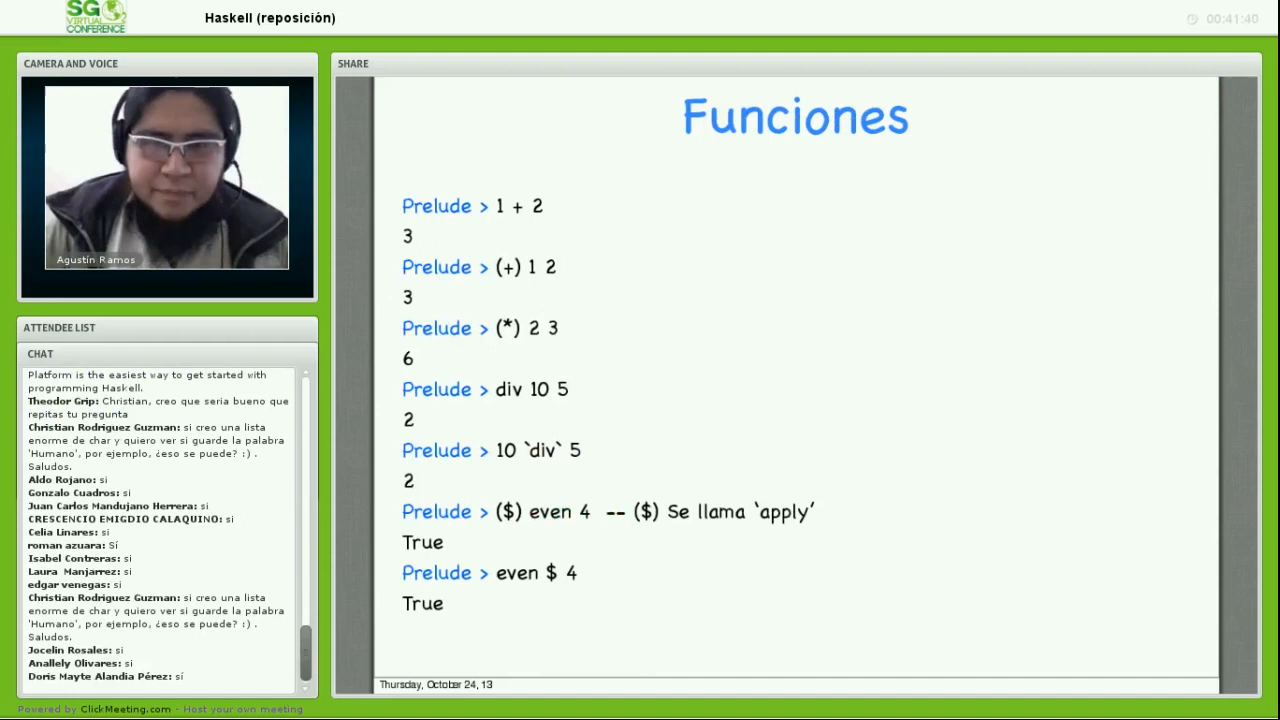 SG
VIRTUAL
CONFERENCE
Haskell (reposición)
00:41:40
CAMERA AND VOICE
Agustín Ramos
ATTENDEE LIST
CHAT
Platform is the easiest way to get started with
programming Haskell.
Theodor Grip: Christian, creo que seria bueno que
repitas tu pregunta
Christian Rodriguez Guzman: si creo una lista
enorme de char y quiero ver si guarde la palabra
'Humano', por ejemplo, ¿eso se puede? :) .
Saludos.
Aldo Rojano: si
Gonzalo Cuadros: si
Juan Carlos Mandujano Herrera: si
CRESCENCIO EMIGDIO CALAQUINO: si
Celia Linares: si
roman azuara: Sí
Isabel Contreras: si
Laura  Manjarrez: si
edgar venegas: si
Christian Rodriguez Guzman: si creo una lista
enorme de char y quiero ver si guarde la palabra
'Humano', por ejemplo, ¿eso se puede? :) .
Saludos.
Jocelin Rosales: si
Anallely Olivares: si
Doris Mayte Alandia Pérez: sí
SHARE
Funciones
Prelude > 1 + 2
3
Prelude > (+) 1 2
3
Prelude > (*) 2 3
6
Prelude > div 10 5
2
Prelude > 10 `div` 5
2
Prelude > ($) even 4  -- ($) Se llama ‘apply’
True
Prelude > even $ 4
True
Thursday, October 24, 13
Powered by ClickMeeting.com - Host your own meeting